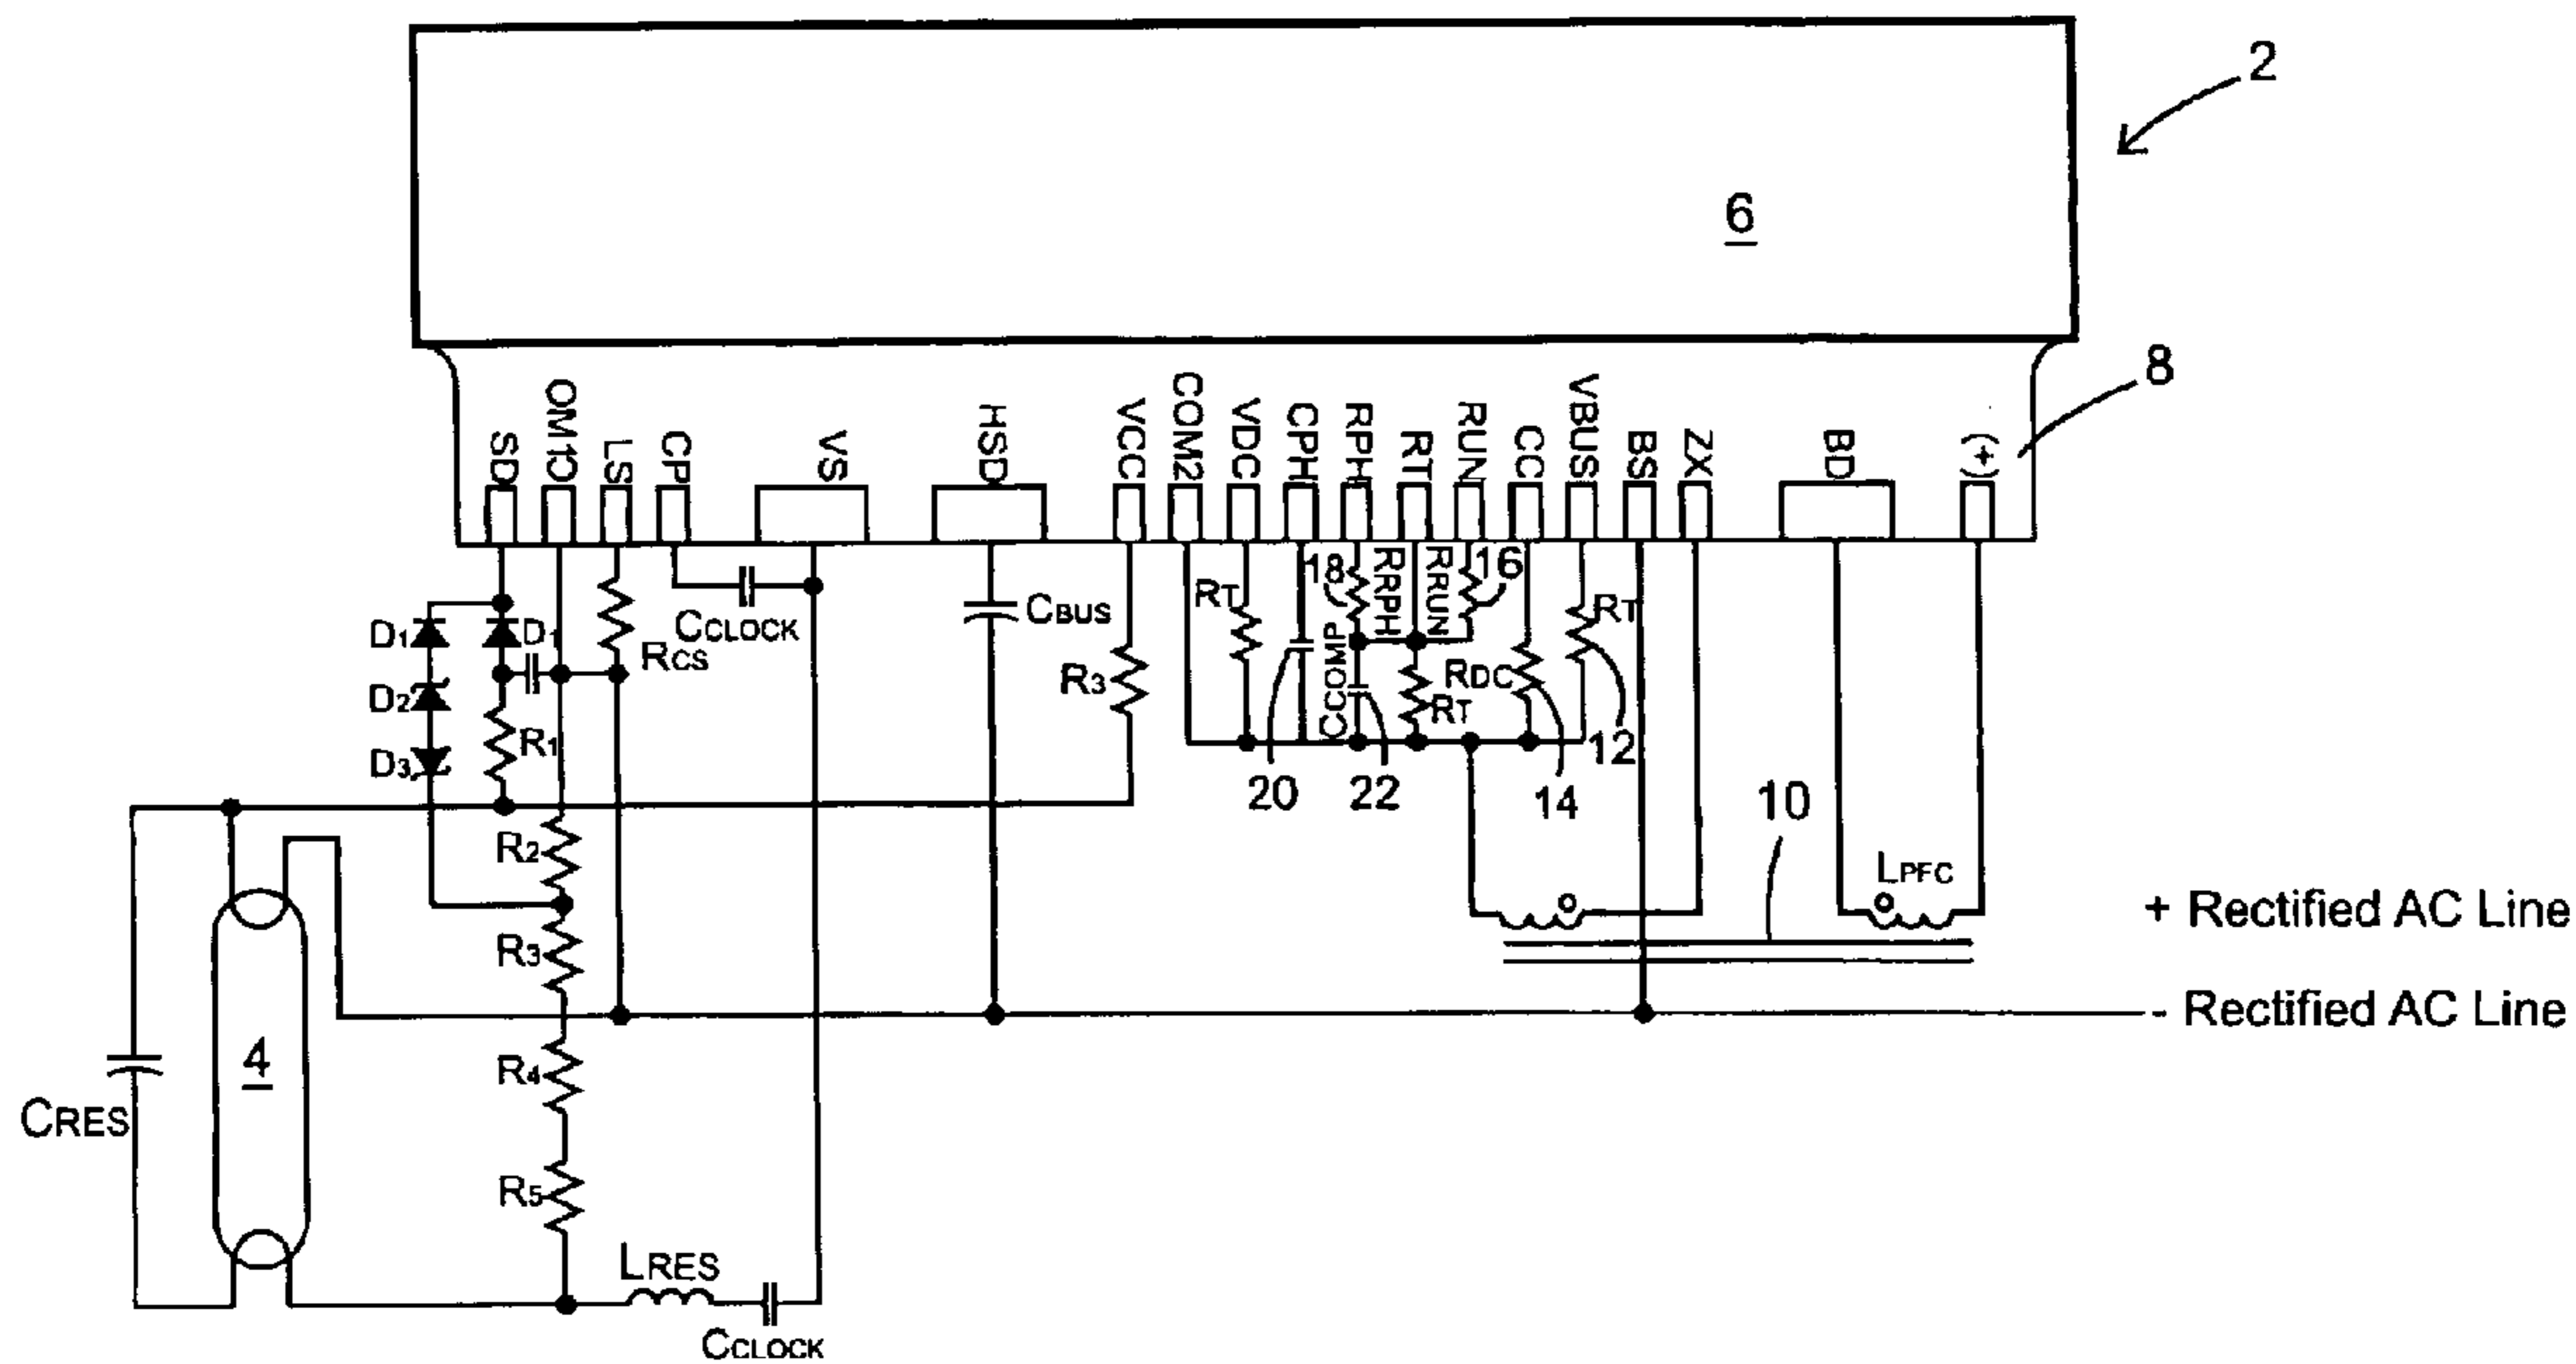 2
6
8
SD
OM1C
LS
CP
VS
HSD
VCC
COM2
VDC
CPH
RPH
RT
RUN
CC
VBUS
BS
ZX
BD
(+)
D1
D1
D2
D3
R1
RCS
CCLOCK
CBUS
R3
RT
18
RRPH
RRUN
16
CCOMP
RT
RDC
RT
20
22
14
12
10
LPFC
+ Rectified AC Line
- Rectified AC Line
R2
R3
R4
R5
4
CRES
LRES
CCLOCK